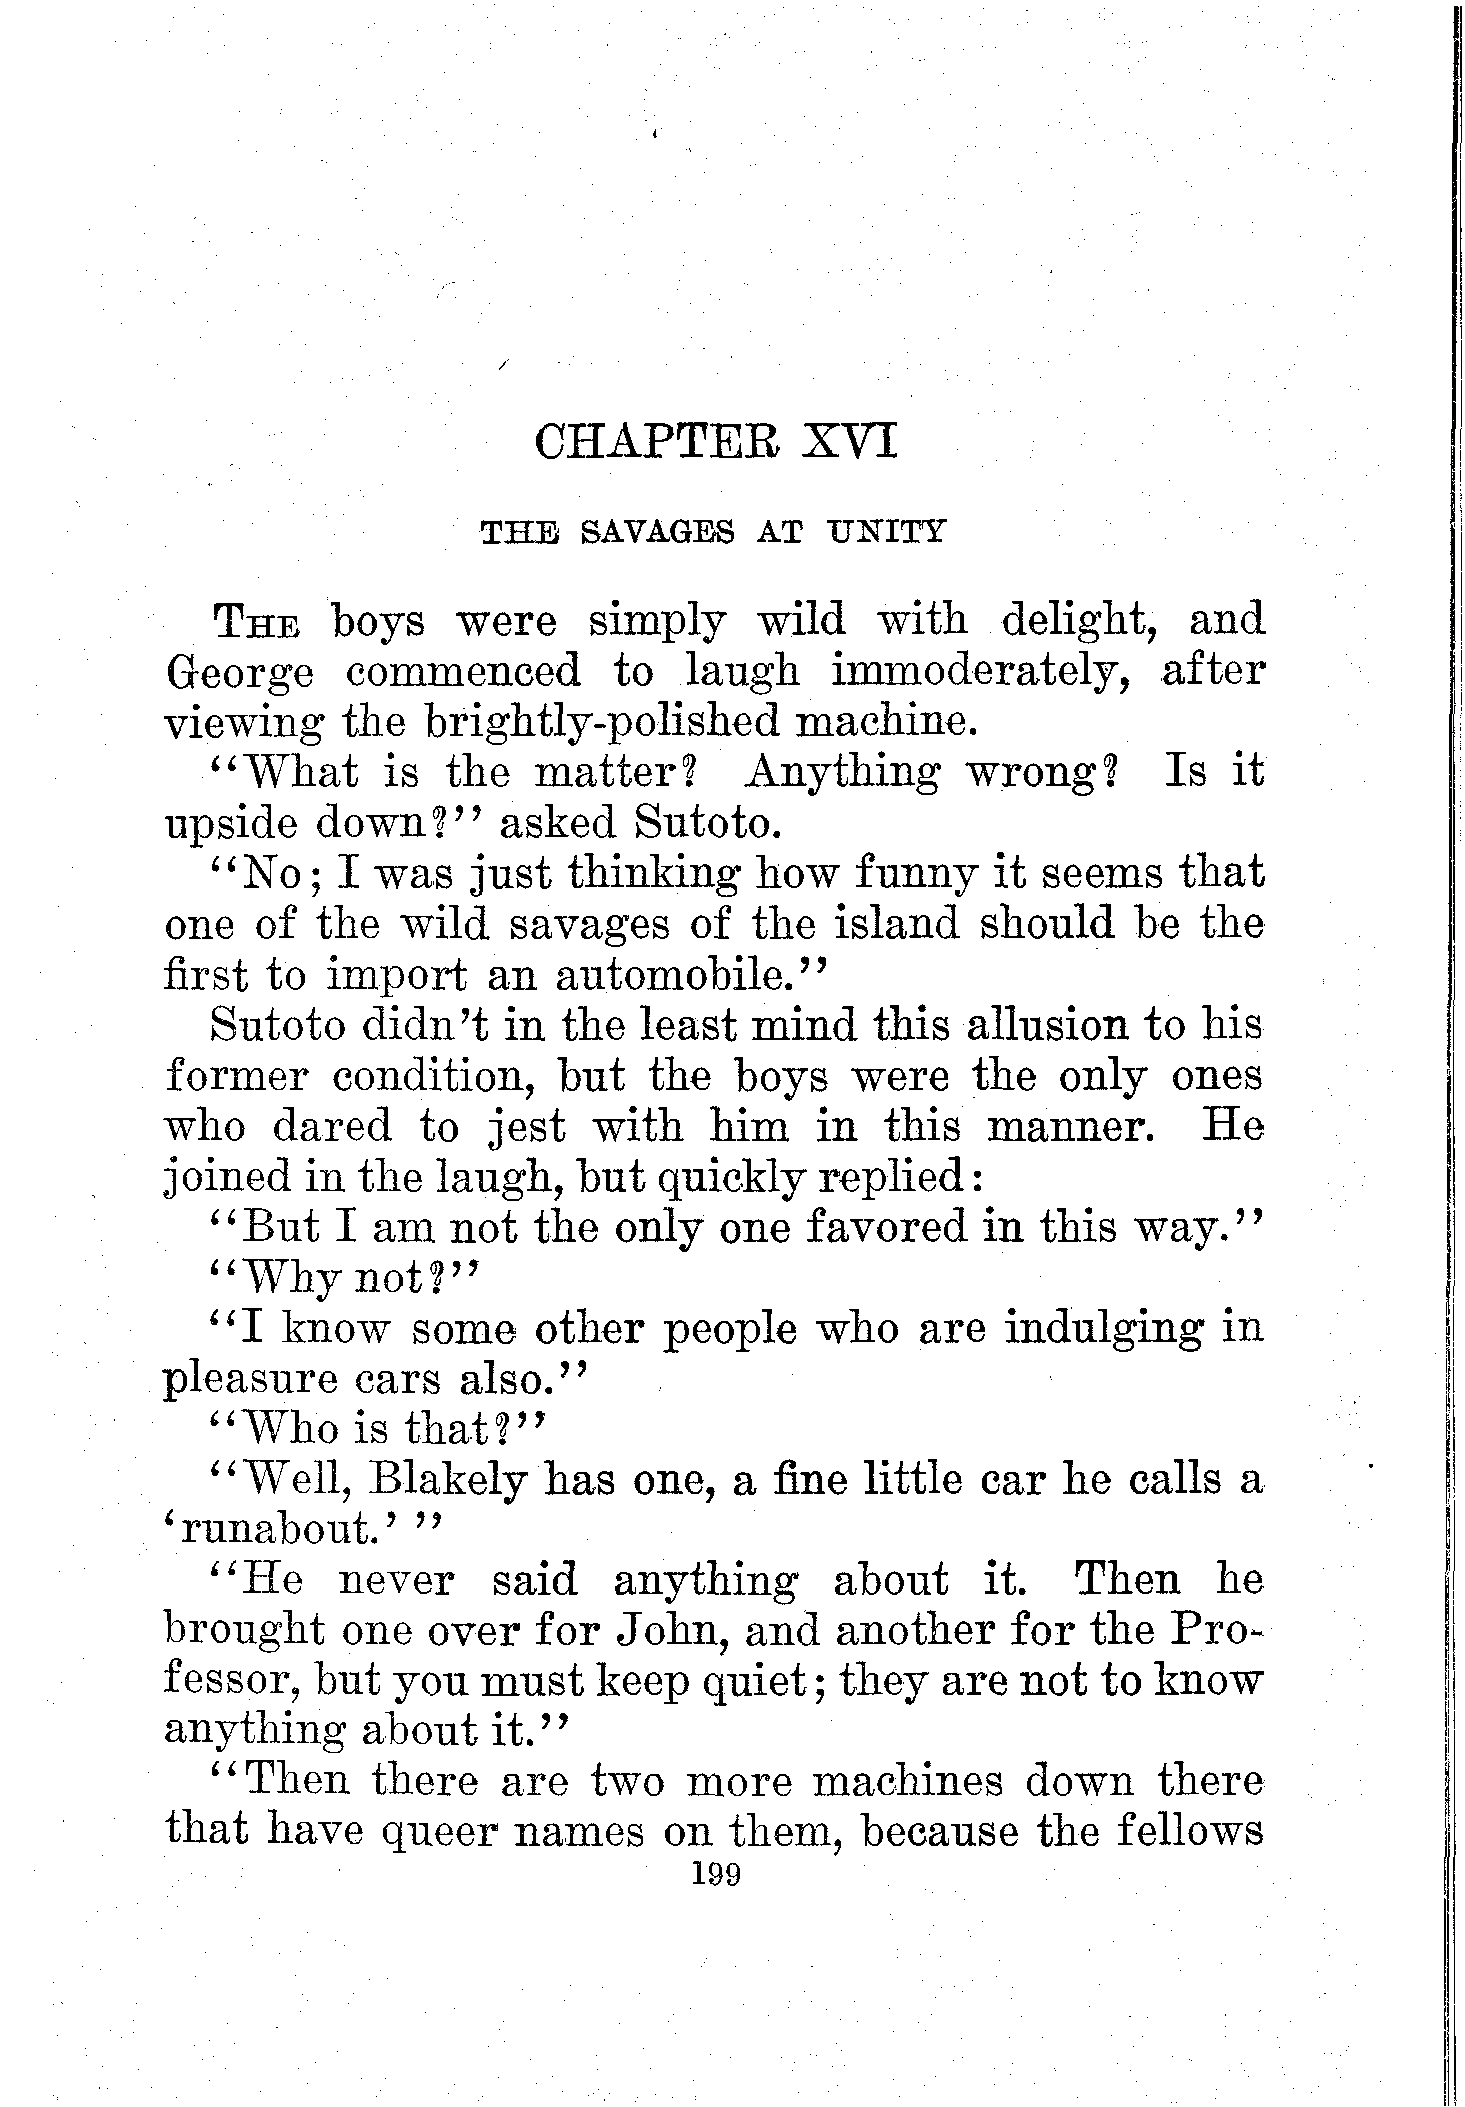 CHAPTER XVI
THE SAVAGES AT UNITY
THE boys were simply wild with delight, and
George commenced to laugh immoderately, after
viewing the brightly-polished machine.
"What is the matter? Anything wrong? Is it
upside down?" asked Sutoto.
"No; I was just thinking how funny it seems that
one of the wild savages of the island should be the
first to import an automobile."
Sutoto didn't in the least mind this allusion to his
former condition, but the boys were the only ones
who dared to jest with him in this manner. He
joined in the laugh, but quickly replied:
"But I am not the only one favored in this way."
"Why not?"
"I know some other people who are indulging in
pleasure cars also."
"Who is that?"
"Well, Blakely has one, a fine little car he calls a
'runabout.' "
"He never said anything about it. Then he
brought one over for John, and another for the Pro-
fessor, but you must keep quiet; they are not to know
anything about it."
"Then there are two more machines down there
that have queer names on them, because the fellows
199